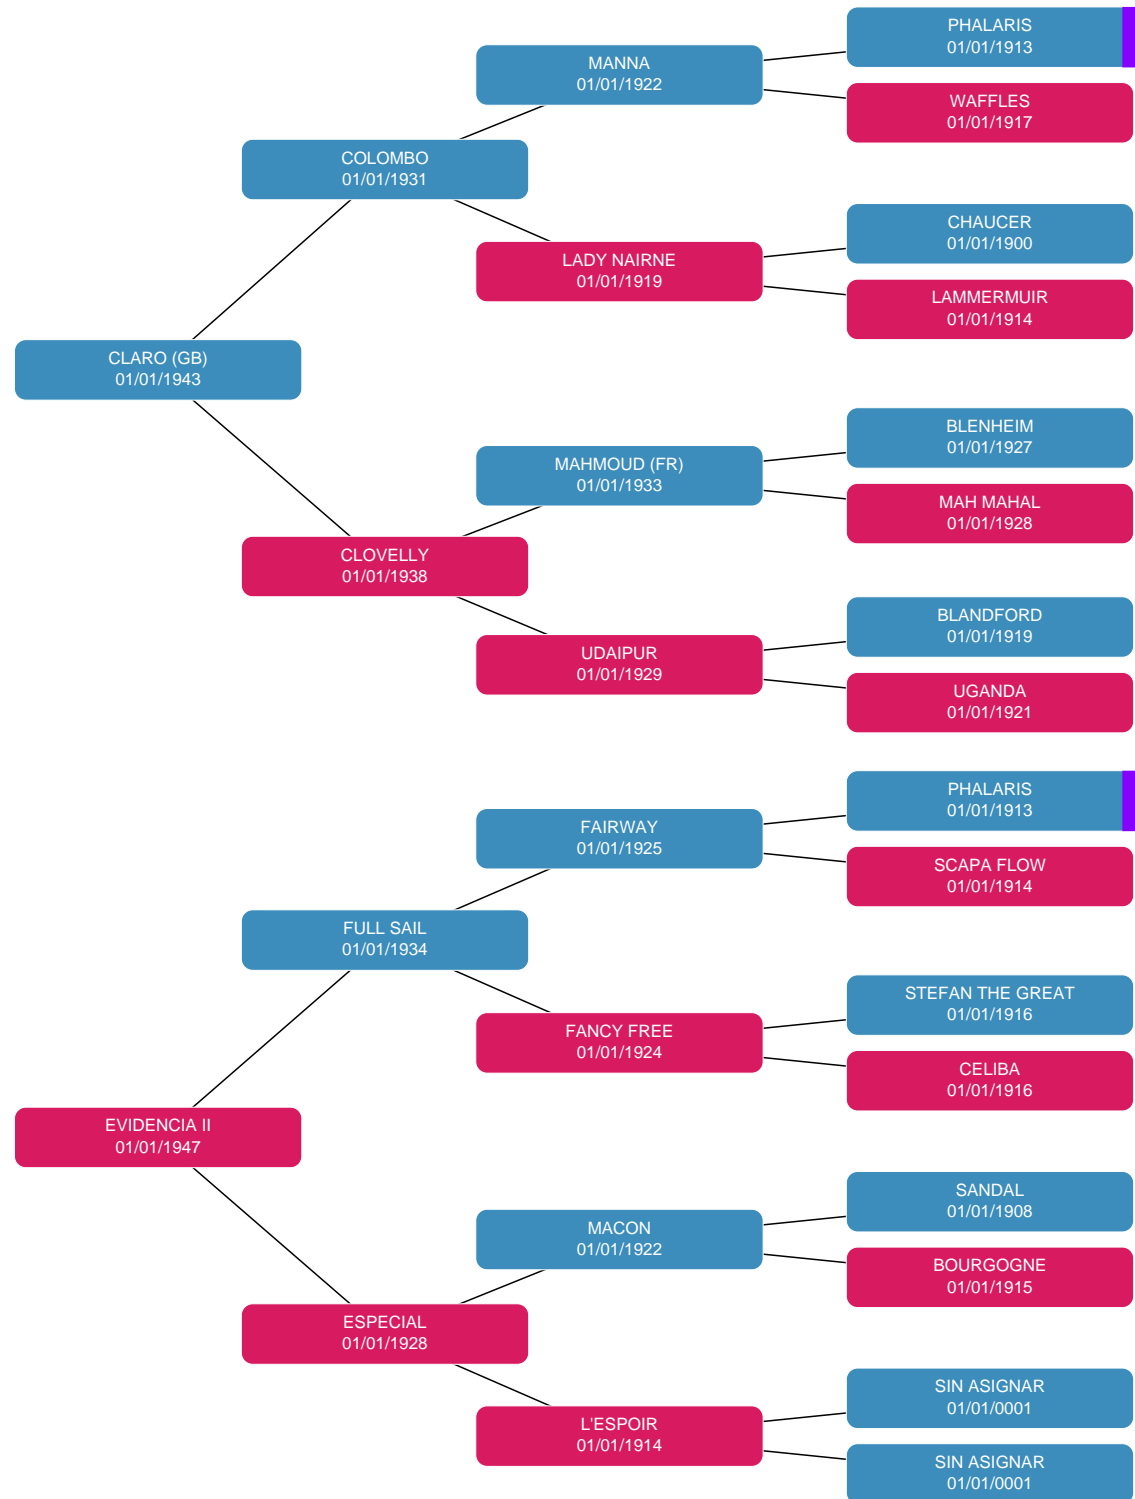 PHALARIS
01/01/1913
MANNA
01/01/1922
WAFFLES
01/01/1917
COLOMBO
01/01/1931
CHAUCER
01/01/1900
LADY NAIRNE
01/01/1919
LAMMERMUIR
01/01/1914
CLARO (GB)
01/01/1943
BLENHEIM
01/01/1927
MAHMOUD (FR)
01/01/1933
MAH MAHAL
01/01/1928
CLOVELLY
01/01/1938
BLANDFORD
01/01/1919
UDAIPUR
01/01/1929
UGANDA
01/01/1921
PHALARIS
01/01/1913
FAIRWAY
01/01/1925
SCAPA FLOW
01/01/1914
FULL SAIL
01/01/1934
STEFAN THE GREAT
01/01/1916
FANCY FREE
01/01/1924
CELIBA
01/01/1916
EVIDENCIA II
01/01/1947
SANDAL
01/01/1908
MACON
01/01/1922
BOURGOGNE
01/01/1915
ESPECIAL
01/01/1928
SIN ASIGNAR
01/01/0001
L'ESPOIR
01/01/1914
SIN ASIGNAR
01/01/0001